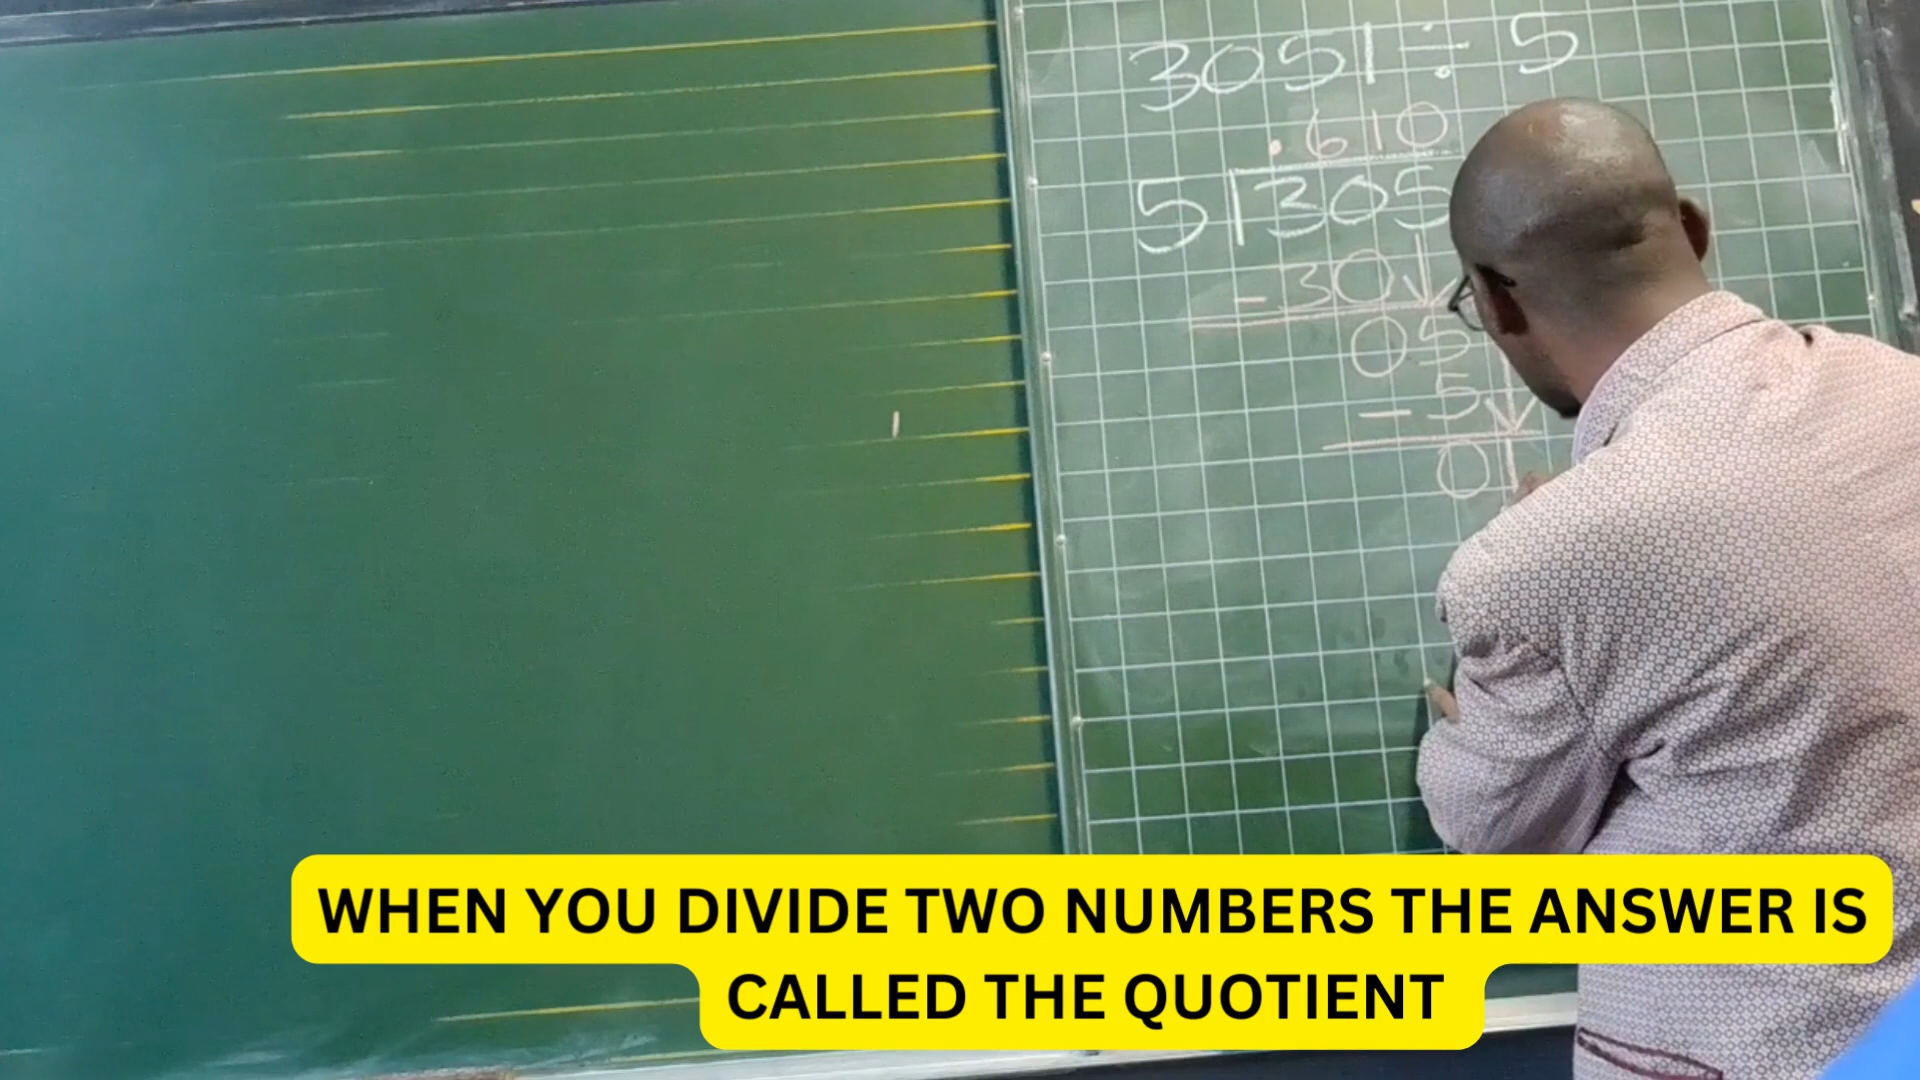 3051 ÷ 5
.610
5 305
- 30
05
- 5
01
WHEN YOU DIVIDE TWO NUMBERS THE ANSWER IS
CALLED THE QUOTIENT